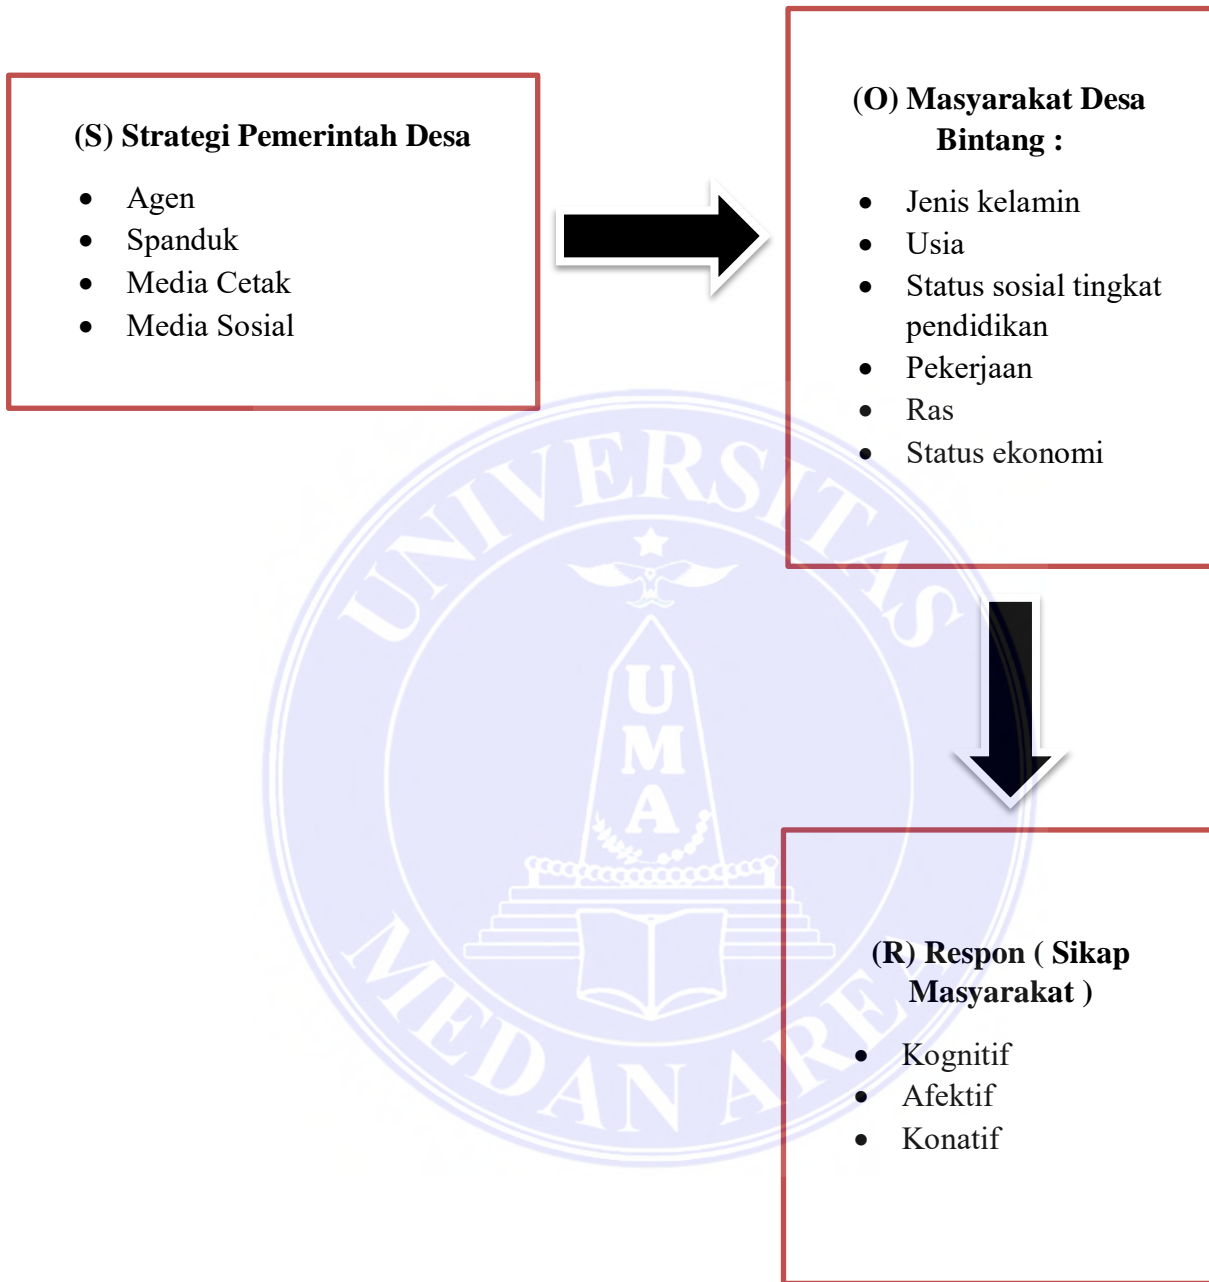 (S) Strategi Pemerintah Desa
• Agen
• Spanduk
• Media Cetak
• Media Sosial
(O) Masyarakat Desa
Bintang :
• Jenis kelamin
• Usia
• Status sosial tingkat
pendidikan
• Pekerjaan
• Ras
• Status ekonomi
(R) Respon ( Sikap
Masyarakat )
• Kognitif
• Afektif
• Konatif
UNIVERSITAS
UMA
MEDAN AREA